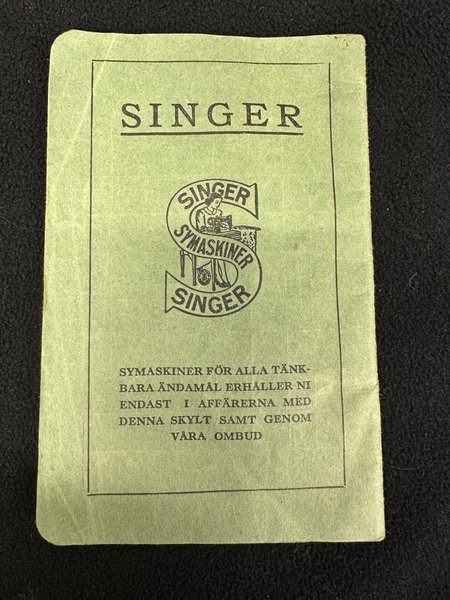 SINGER
SINGER
SYMASKINER
SINGER
SYMASKINER FÖR ALLA TÄNK-
BARA ÄNDAMÅL ERHÅLLER NI
ENDAST I AFFÄRERNA MED
DENNA SKYLT SAMT GENOM
VÅRA OMBUD